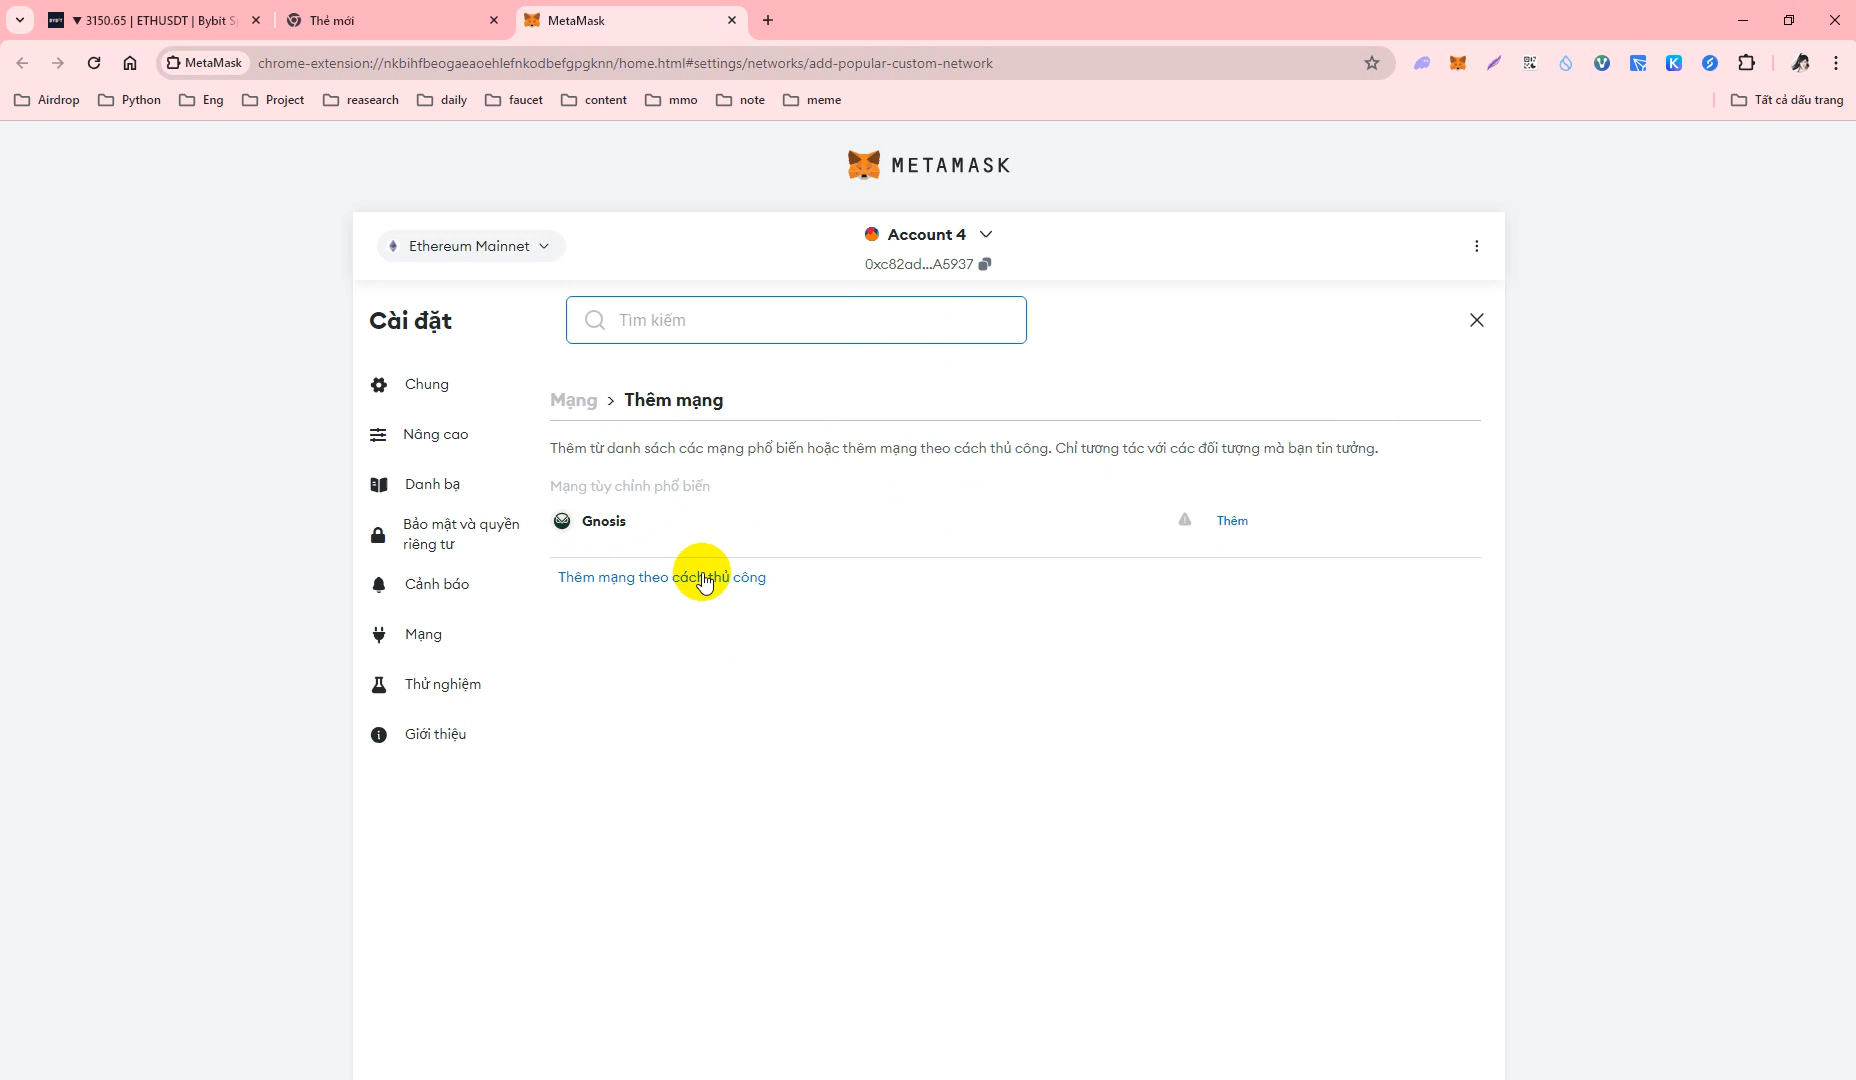 ▼ 3150.65 | ETHUSDT | Bybit S
Thẻ mới
MetaMask
MetaMask
chrome-extension://nkbihfbeogaeaoehlefnkodbefgpgknn/home.html#settings/networks/add-popular-custom-network
Airdrop
Python
Eng
Project
reasearch
daily
faucet
content
mmo
note
meme
Tất cả dấu trang
METAMASK
Ethereum Mainnet
Account 4
0xc82ad...A5937
Cài đặt
Tìm kiếm
Chung
Nâng cao
Danh bạ
Bảo mật và quyền
riêng tư
Cảnh báo
Mạng
Thử nghiệm
Giới thiệu
Mạng > Thêm mạng
Thêm từ danh sách các mạng phổ biến hoặc thêm mạng theo cách thủ công. Chỉ tương tác với các đối tượng mà bạn tin tưởng.
Mạng tùy chỉnh phổ biến
Gnosis
Thêm
Thêm mạng theo cách thủ công